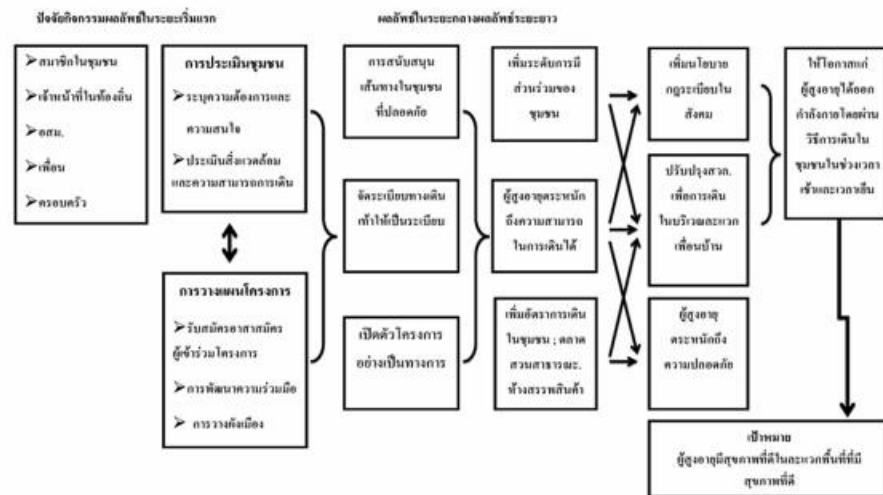 ปัจจัยกิจกรรมผลลัพธ์ในระยะเริ่มแรก
ผลลัพธ์ในระยะกลางผลลัพธ์ระยะยาว
➢สมาชิกในชุมชน
➢เจ้าหน้าที่ในท้องถิ่น
➢อสม.
➢เพื่อน
➢ครอบครัว
การประเมินชุมชน
➢ ระบุความต้องการและ
ความสนใจ
➢ ประเมินสิ่งแวดล้อม
และความสามารถการเดิน
การวางแผนโครงการ
➢ รับสมัครอาสาสมัคร
ผู้เข้าร่วมโครงการ
➢ การพัฒนาความร่วมมือ
➢ การวางผังเมือง
การสนับสนุน
เส้นทางในชุมชน
ที่ปลอดภัย
จัดระเบียบทางเดิน
เท้าให้เป็นระเบียบ
เปิดตัวโครงการ
อย่างเป็นทางการ
เพิ่มระดับการมี
ส่วนร่วมของ
ชุมชน
ผู้สูงอายุตระหนัก
ถึงความสามารถ
ในการเดินได้
เพิ่มอัตราการเดิน
ในชุมชน ; ตลาด
สวนสาธารณะ.
ห้างสรรพสินค้า
เพิ่มนโยบาย
กฎระเบียบใน
สังคม
ปรับปรุงสวล.
เพื่อการเดิน
ในบริเวณละแวก
เพื่อนบ้าน
ผู้สูงอายุ
ตระหนักถึง
ความปลอดภัย
ให้โอกาสแก่
ผู้สูงอายุได้ออก
กำลังกายโดยผ่าน
วิธีการเดินใน
ชุมชนในช่วงเวลา
เช้าและเวลาเย็น
เป้าหมาย
ผู้สูงอายุมีสุขภาพที่ดีในละแวกพื้นที่ที่มี
สุขภาพที่ดี